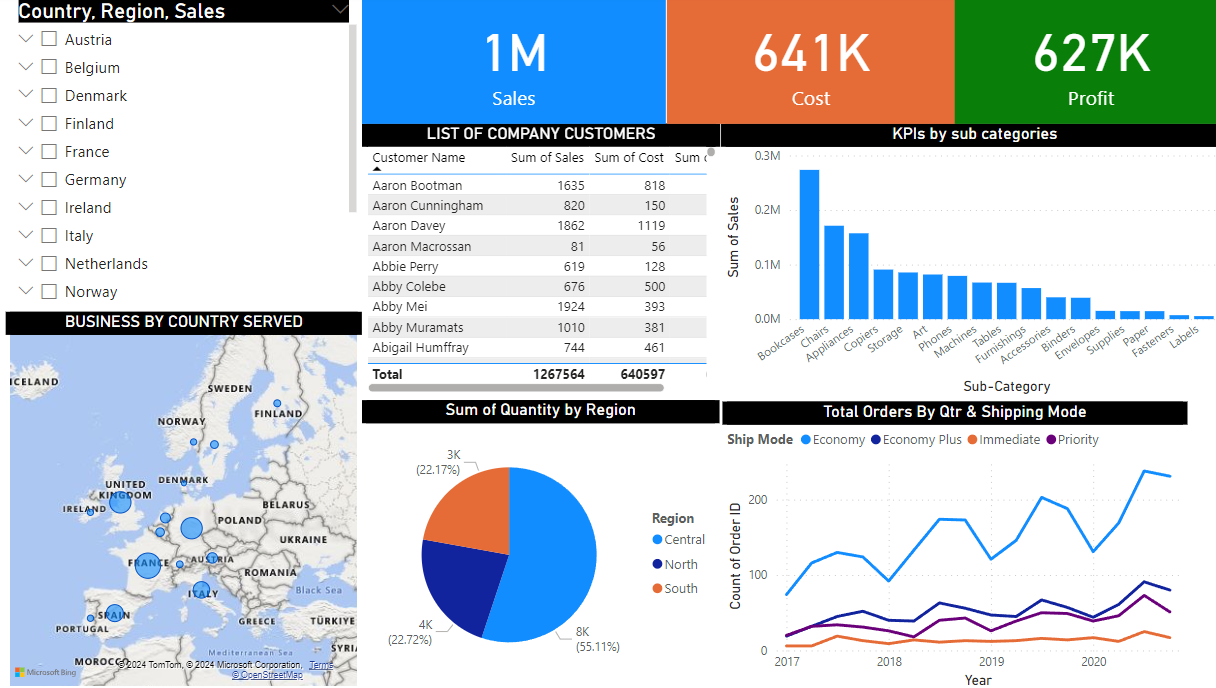 Country, Region, Sales
Austria
Belgium
Denmark
Finland
France
Germany
Ireland
Italy
Netherlands
Norway
1M
Sales
641K
Cost
627K
Profit
LIST OF COMPANY CUSTOMERS
Customer Name Sum of Sales Sum of Cost Sum
Aaron Bootman 1635 818
Aaron Cunningham 820 150
Aaron Davey 1862 1119
Aaron Macrossan 81 56
Abbie Perry 619 128
Abby Colebe 676 500
Abby Mei 1924 393
Abby Muramats 1010 381
Abigail Humffray 744 461
Total 1267564 640597
KPIs by sub categories
Sum of Sales
0.3M
0.2M
0.1M
0.0M
Bookcases Chairs Appliances Copiers Storage Art Phones Machines Tables Furnishings Accessories Binders Envelopes Supplies Paper Fasteners Labels
Sub-Category
BUSINESS BY COUNTRY SERVED
ICELAND
SWEDEN
FINLAND
NORWAY
DENMARK
UNITED
KINGDOM
IRELAND
BELARUS
POLAND
UKRAINE
FRANCE
AUSTRIA
ROMANIA
ITALY
Black Sea
SPAIN
PORTUGAL
GREECE
TÜRKIYE
Mediterranean Sea
SYRI
MOROCCO
Microsoft Bing
© 2024 TomTom, © 2024 Microsoft Corporation, Terms
© OpenStreetMap
Sum of Quantity by Region
3K
(22.17%)
4K
(22.72%)
8K
(55.11%)
Region
Central
North
South
Total Orders By Qtr & Shipping Mode
Ship Mode Economy Economy Plus Immediate Priority
Count of Order ID
200
100
0
2017 2018 2019 2020
Year